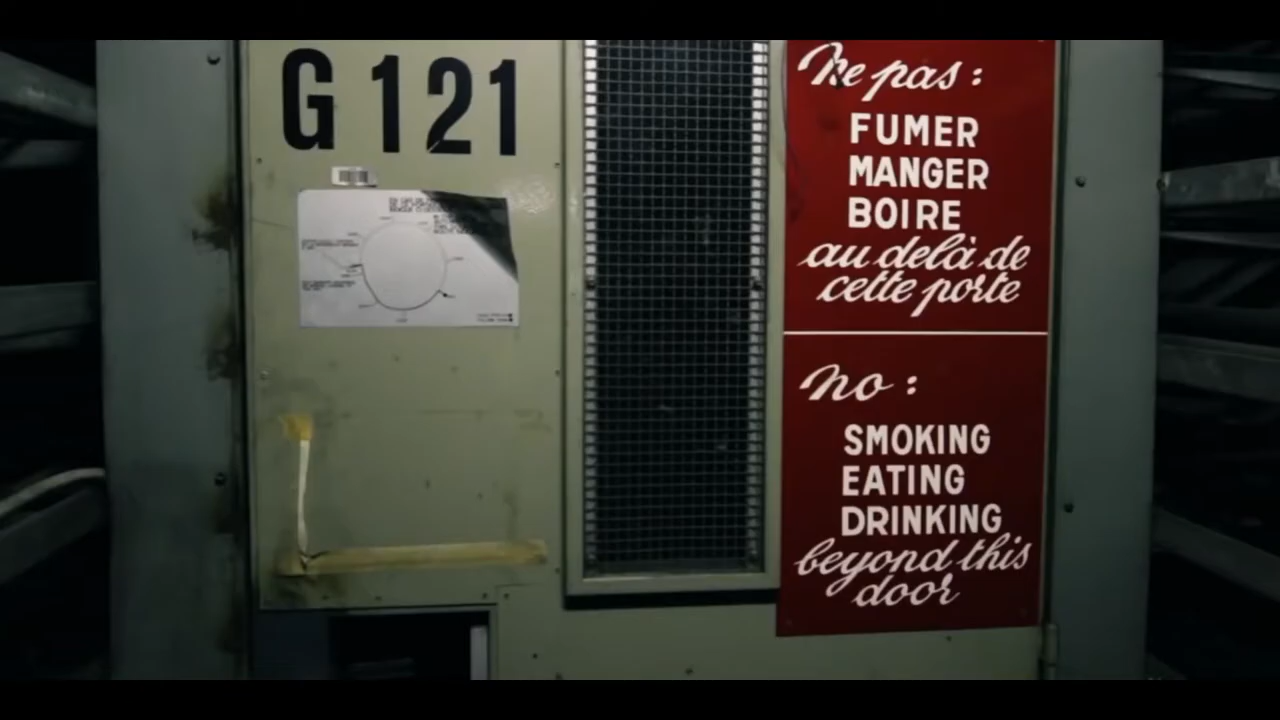 G 121
Ne pas :
FUMER
MANGER
BOIRE
au delà de
cette porte
no :
SMOKING
EATING
DRINKING
beyond this
door